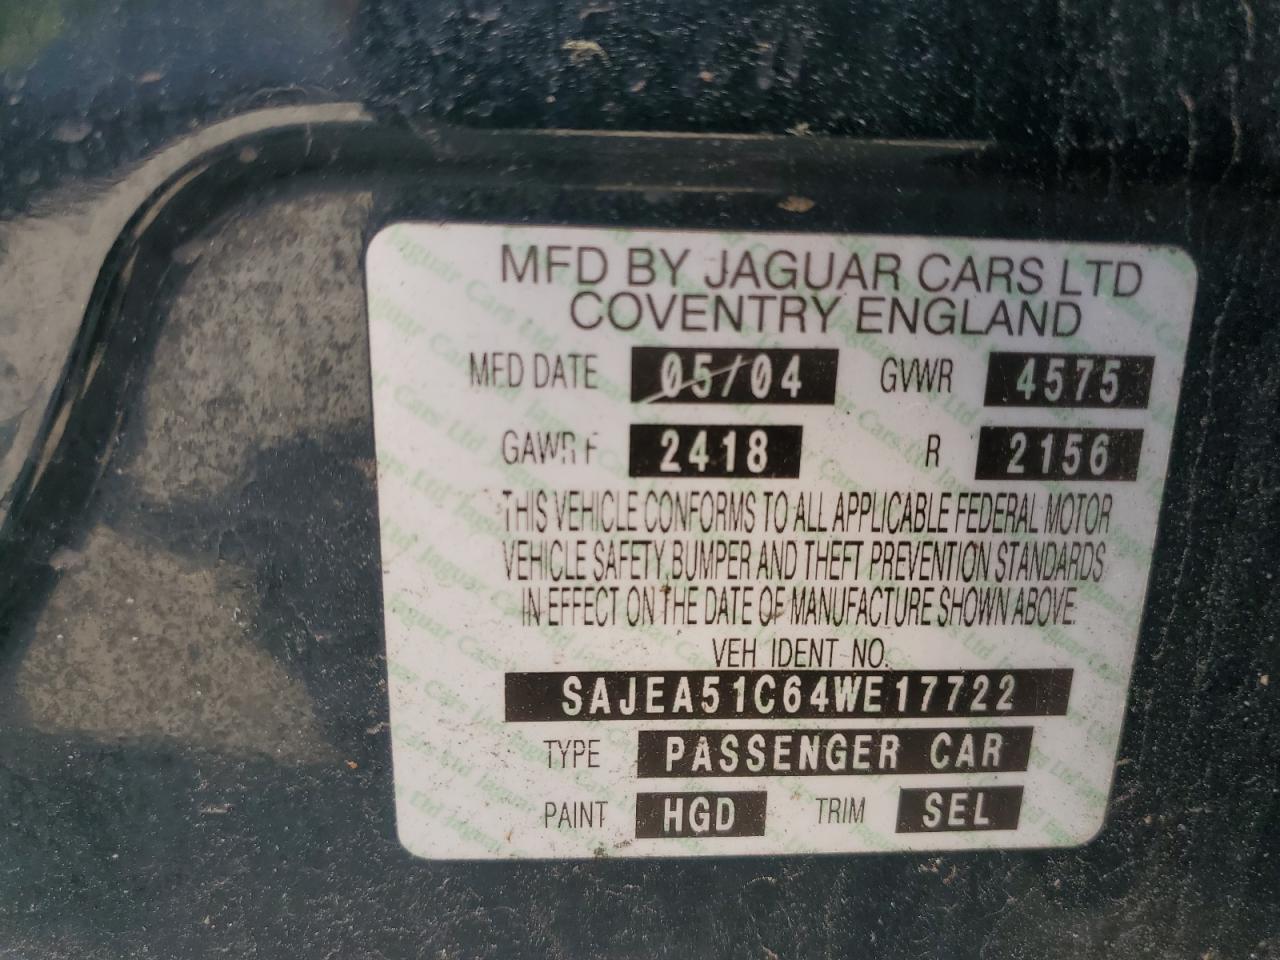 MFD BY JAGUAR CARS LTD
COVENTRY ENGLAND
MFD DATE 05/04 GVWR 4575
GAWR F 2418 R 2156
THIS VEHICLE CONFORMS TO ALL APPLICABLE FEDERAL MOTOR
VEHICLE SAFETY, BUMPER AND THEFT PREVENTION STANDARDS
IN EFFECT ON THE DATE OF MANUFACTURE SHOWN ABOVE.
VEH IDENT NO.
SAJEA51C64WE17722
TYPE PASSENGER CAR
PAINT HGD TRIM SEL